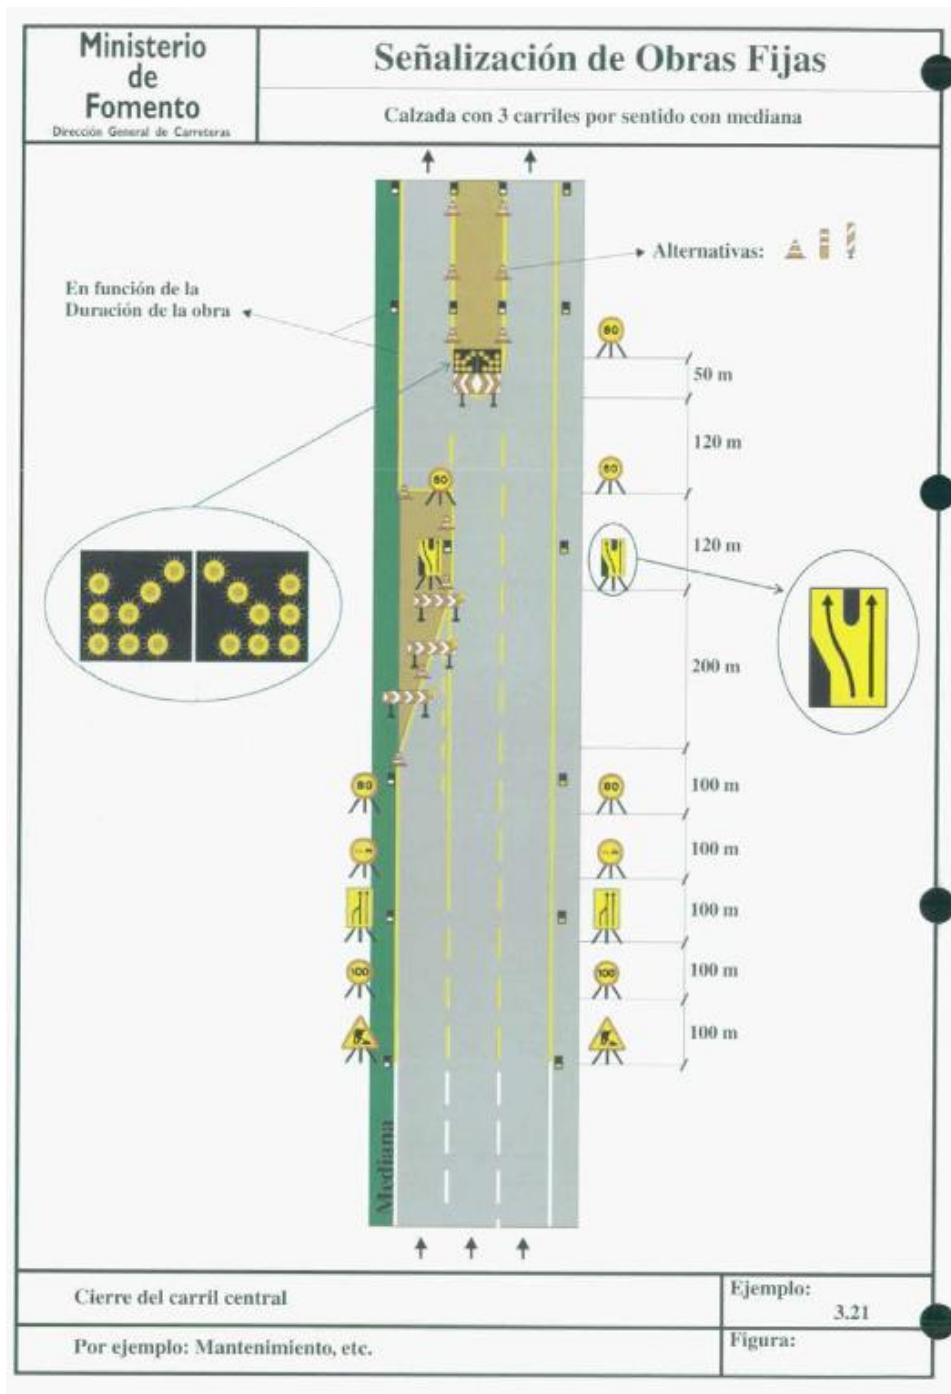 Ministerio
de
Fomento
Dirección General de Carreteras
Señalización de Obras Fijas
Calzada con 3 carriles por sentido con mediana
Alternativas:
En función de la
Duración de la obra
80
50 m
120 m
60
60
120 m
200 m
80
80
100 m
100 m
100 m
100
100
100 m
100 m
Mediana
Cierre del carril central
Ejemplo:
3.21
Por ejemplo: Mantenimiento, etc.
Figura: